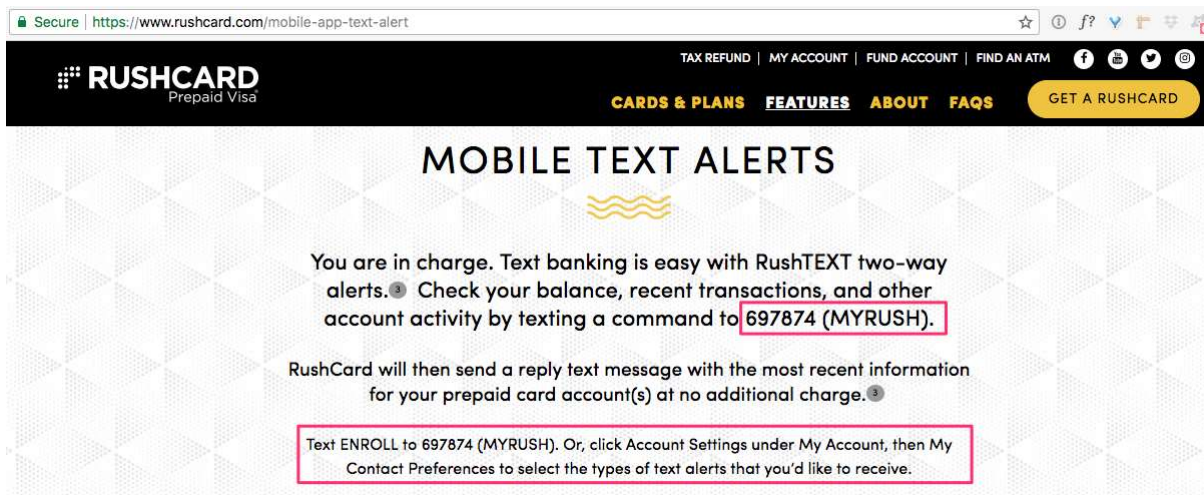 Secure | https://www.rushcard.com/mobile-app-text-alert
f?
TAX REFUND | MY ACCOUNT | FUND ACCOUNT | FIND AN ATM
RUSHCARD
Prepaid Visa
CARDS & PLANS FEATURES ABOUT FAQS GET A RUSHCARD
MOBILE TEXT ALERTS
You are in charge. Text banking is easy with RushTEXT two-way
alerts.3 Check your balance, recent transactions, and other
account activity by texting a command to 697874 (MYRUSH).
RushCard will then send a reply text message with the most recent information
for your prepaid card account(s) at no additional charge.3
Text ENROLL to 697874 (MYRUSH). Or, click Account Settings under My Account, then My
Contact Preferences to select the types of text alerts that you'd like to receive.